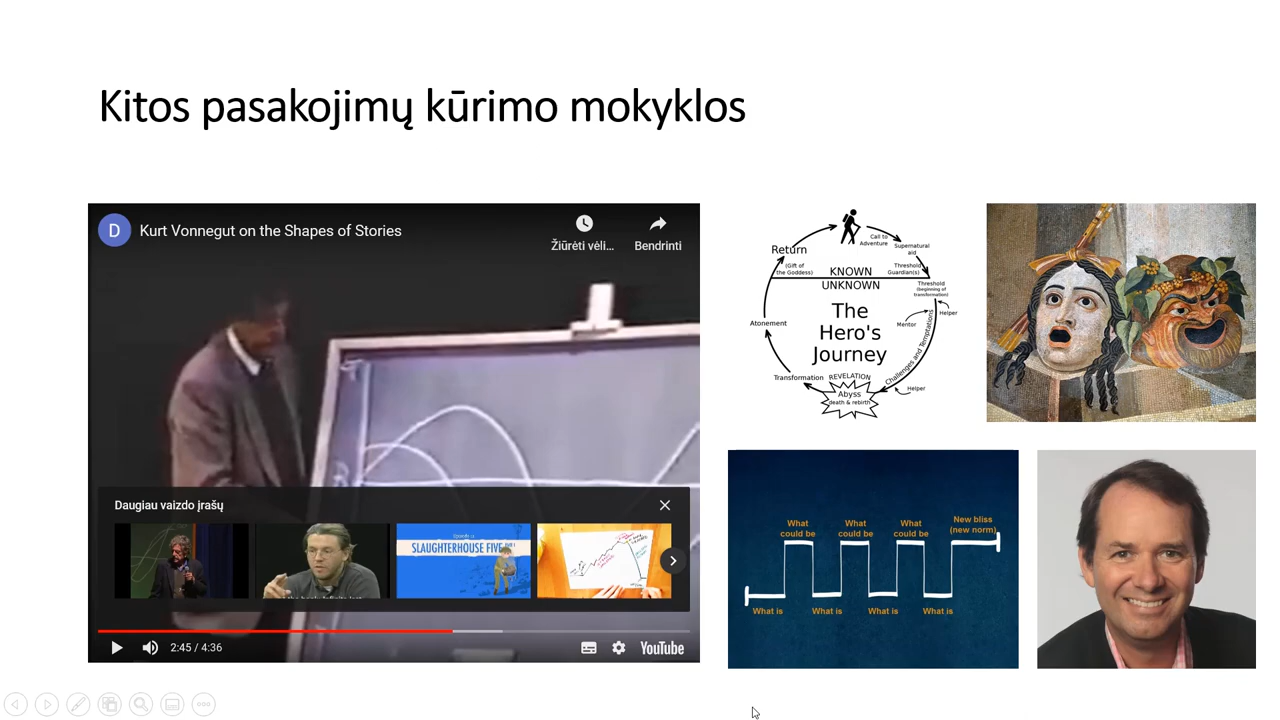 Kitos pasakojimų kūrimo mokyklos
D
Kurt Vonnegut on the Shapes of Stories
Žiūrėti vėli...
Bendrinti
Daugiau vaizdo įrašų
SLAUGHTERHOUSE FIVE
2:45 / 4:36
YouTube
Call to
Adventure
Supernatural
aid
Return
(Gift of
the Goddess)
Threshold
Guardian(s)
KNOWN
UNKNOWN
Threshold
(beginning of
transformation)
The
Hero's
Journey
Helper
Mentor
Atonement
Challenges and Temptations
Transformation
REVELATION
Abyss
death & rebirth
Helper
What
could be
What
could be
What
could be
New bliss
(new norm)
What is
What is
What is
What is